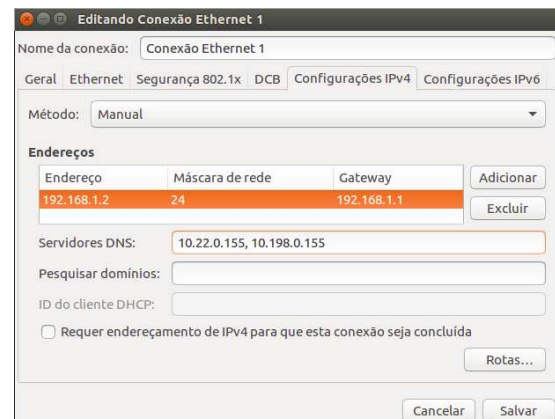 Editando Conexão Ethernet 1
Nome da conexão: Conexão Ethernet 1
Geral Ethernet Segurança 802.1x DCB Configurações IPv4 Configurações IPv6
Método: Manual
Endereços
Endereço Máscara de rede Gateway Adicionar
192.168.1.2 24 192.168.1.1
Excluir
Servidores DNS: 10.22.0.155, 10.198.0.155
Pesquisar domínios:
ID do cliente DHCP:
Requer endereçamento de IPv4 para que esta conexão seja concluída
Rotas...
Cancelar Salvar